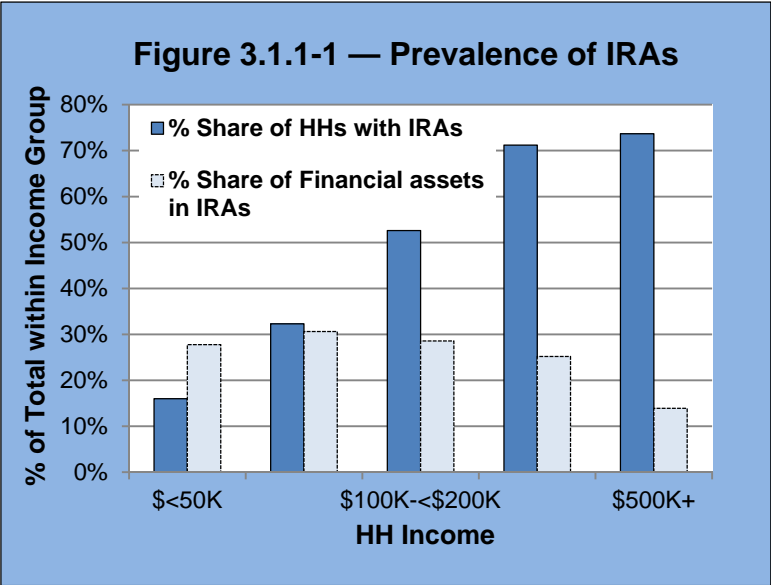 Figure 3.1.1-1 — Prevalence of IRAs
% of Total within Income Group
80%
70%
60%
50%
40%
30%
20%
10%
0%
% Share of HHs with IRAs
% Share of Financial assets
in IRAs
$<50K $100K-<$200K $500K+
HH Income